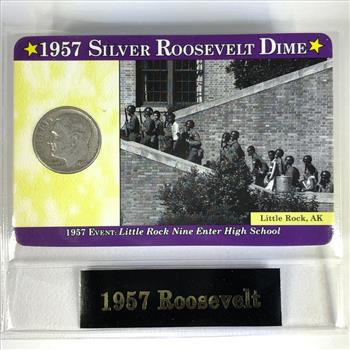 1957 SILVER ROOSEVELT DIME
Little Rock, AK
1957 EVENT: Little Rock Nine Enter High School
1957 Roosevelt